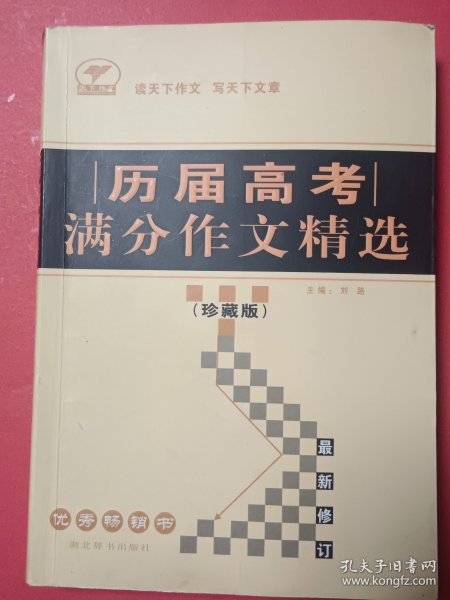 读天下作文 写天下文章
历届高考
满分作文精选
主编：刘路
（珍藏版）
最新修订
优秀畅销书
湖北辞书出版社
孔夫子旧书网
www.kongfz.com